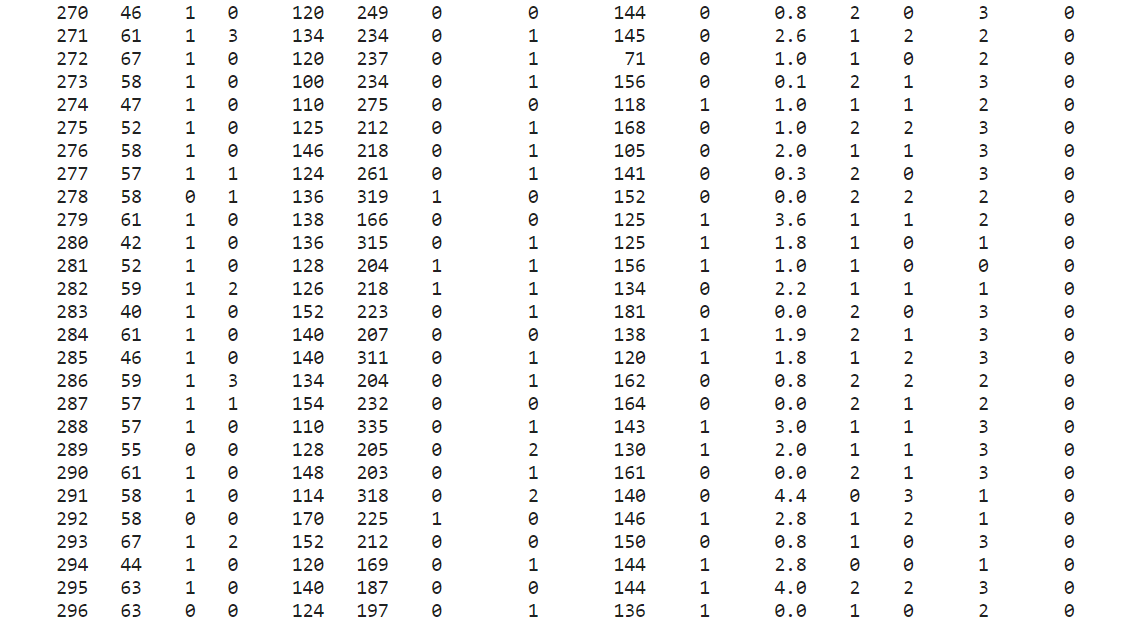 270 46 1 0 120 249 0 0 144 0 0.8 2 0 3 0
271 61 1 3 134 234 0 1 145 0 2.6 1 2 2 0
272 67 1 0 120 237 0 1 71 0 1.0 1 0 2 0
273 58 1 0 100 234 0 1 156 0 0.1 2 1 3 0
274 47 1 0 110 275 0 0 118 1 1.0 1 1 2 0
275 52 1 0 125 212 0 1 168 0 1.0 2 2 3 0
276 58 1 0 146 218 0 1 105 0 2.0 1 1 3 0
277 57 1 1 124 261 0 1 141 0 0.3 2 0 3 0
278 58 0 1 136 319 1 0 152 0 0.0 2 2 2 0
279 61 1 0 138 166 0 0 125 1 3.6 1 1 2 0
280 42 1 0 136 315 0 1 125 1 1.8 1 0 1 0
281 52 1 0 128 204 1 1 156 1 1.0 1 0 0 0
282 59 1 2 126 218 1 1 134 0 2.2 1 1 1 0
283 40 1 0 152 223 0 1 181 0 0.0 2 0 3 0
284 61 1 0 140 207 0 0 138 1 1.9 2 1 3 0
285 46 1 0 140 311 0 1 120 1 1.8 1 2 3 0
286 59 1 3 134 204 0 1 162 0 0.8 2 2 2 0
287 57 1 1 154 232 0 0 164 0 0.0 2 1 2 0
288 57 1 0 110 335 0 1 143 1 3.0 1 1 3 0
289 55 0 0 128 205 0 2 130 1 2.0 1 1 3 0
290 61 1 0 148 203 0 1 161 0 0.0 2 1 3 0
291 58 1 0 114 318 0 2 140 0 4.4 0 3 1 0
292 58 0 0 170 225 1 0 146 1 2.8 1 2 1 0
293 67 1 2 152 212 0 0 150 0 0.8 1 0 3 0
294 44 1 0 120 169 0 1 144 1 2.8 0 0 1 0
295 63 1 0 140 187 0 0 144 1 4.0 2 2 3 0
296 63 0 0 124 197 0 1 136 1 0.0 1 0 2 0